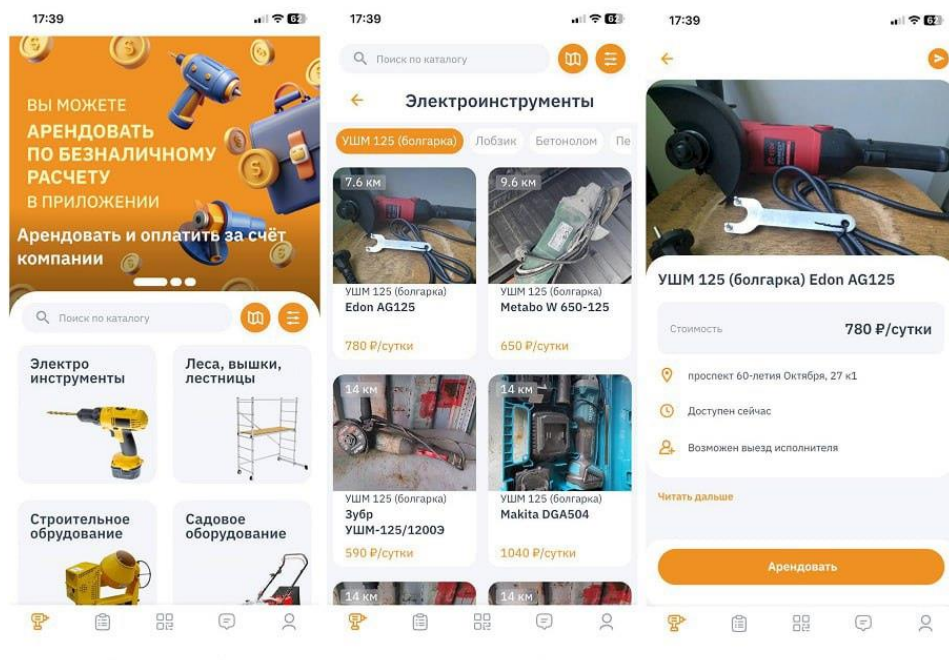 17:39
ВЫ МОЖЕТЕ
АРЕНДОВАТЬ
ПО БЕЗНАЛИЧНОМУ
РАСЧЕТУ
В ПРИЛОЖЕНИИ
Арендовать и оплатить за счёт
компании
Поиск по каталогу
Электро
инструменты
Леса, вышки,
лестницы
Строительное
обрудование
Садовое
оборудование
17:39
62
Поиск по каталогу
Электроинструменты
УШМ 125 (болгарка)
Лобзик
Бетонолом
Пе
7.6 км
УШМ 125 (болгарка)
Edon AG125
780 ₽/сутки
9.6 км
УШМ 125 (болгарка)
Metabo W 650-125
650 ₽/сутки
14 км
УШМ 125 (болгарка)
Зубр
УШМ-125/1200Э
590 ₽/сутки
14 км
УШМ 125 (болгарка)
Makita DGA504
1040 ₽/сутки
14 км
14 км
17:39
62
УШМ 125 (болгарка) Edon AG125
Стоимость
780 ₽/сутки
проспект 60-летия Октября, 27 к1
Доступен сейчас
Возможен выезд исполнителя
Читать дальше
Арендовать